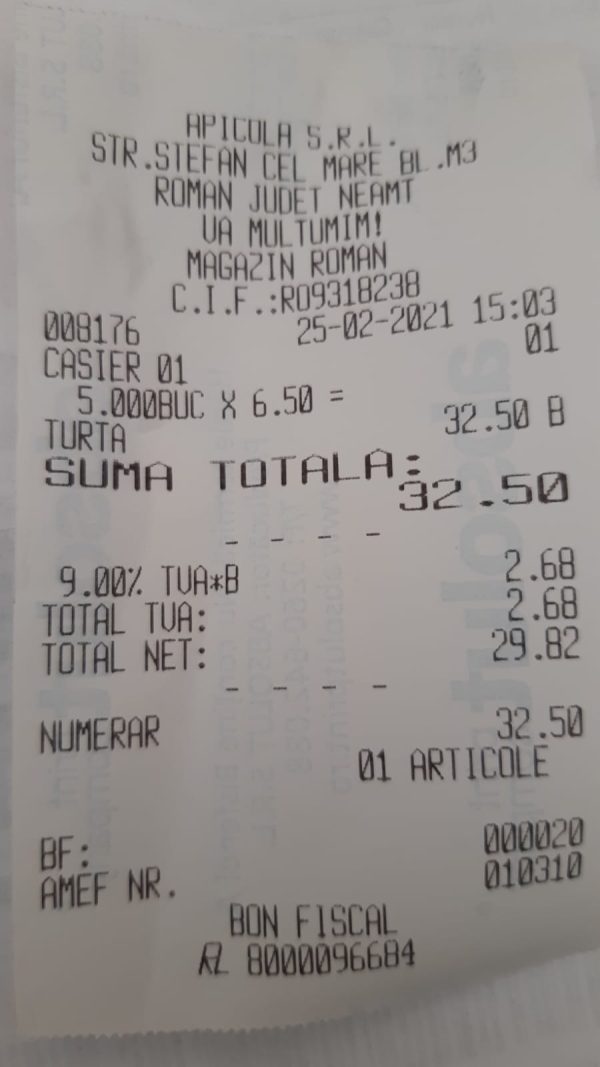 APICOLA S.R.L.
STR.STEFAN CEL MARE BL.M3
ROMAN JUDET NEAMT
VA MULTUMIM!
MAGAZIN ROMAN
C.I.F.:RO9318238
008176 25-02-2021 15:03
CASIER 01 01
5.000BUC X 6.50 =
TURTA 32.50 B
SUMA TOTALA:
32.50
- - - -
9.00% TVA*B 2.68
TOTAL TVA: 2.68
TOTAL NET: 29.82
- - - -
NUMERAR 32.50
01 ARTICOLE
BF: 000020
AMEF NR. 010310
BON FISCAL
8000096684